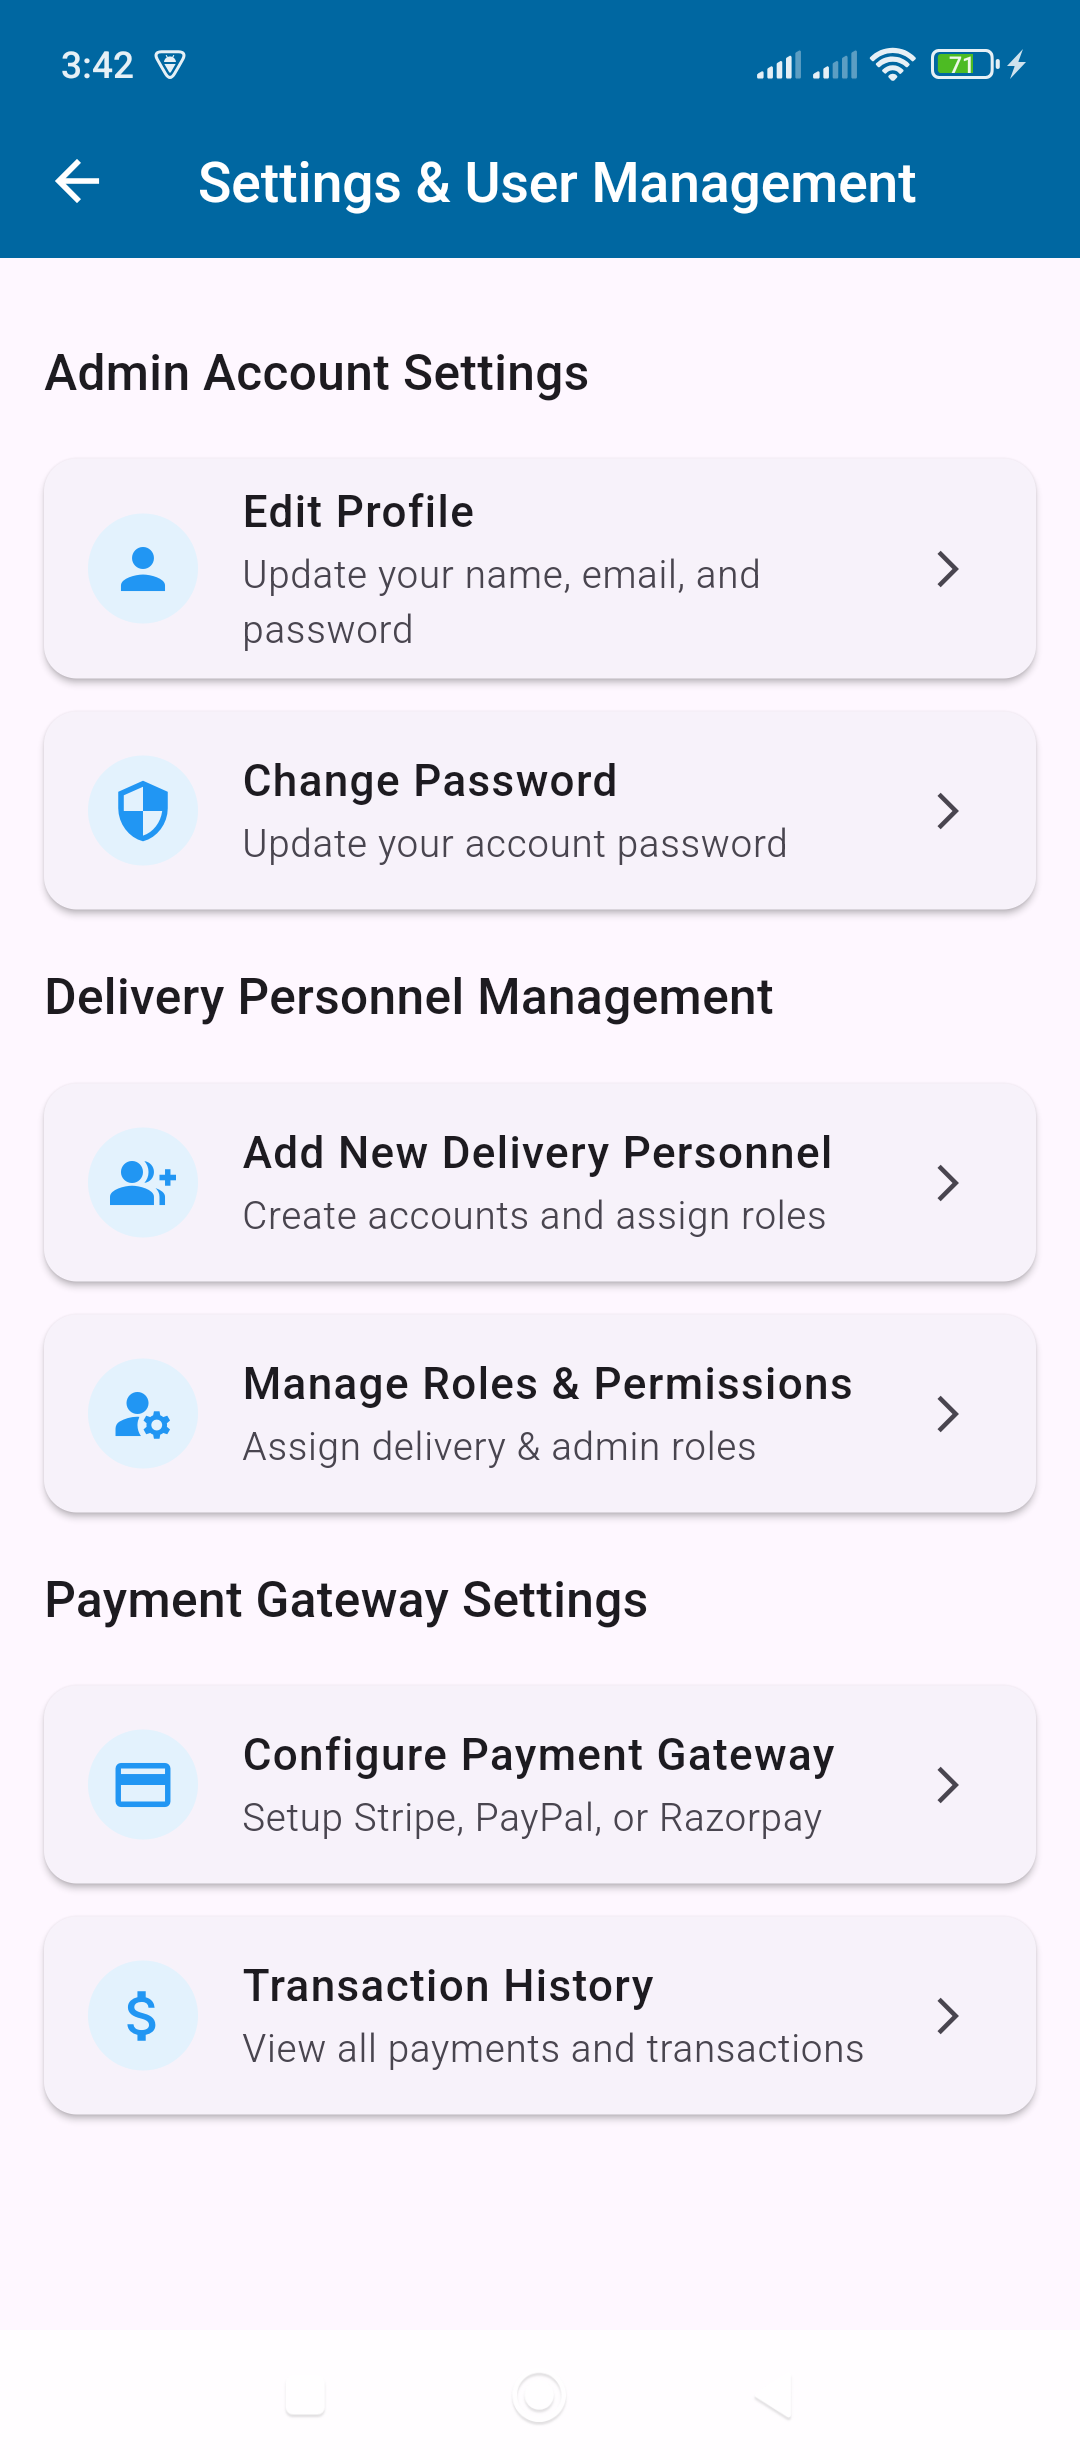 3:42
71
Settings & User Management
Admin Account Settings
Edit Profile
Update your name, email, and
password
Change Password
Update your account password
Delivery Personnel Management
Add New Delivery Personnel
Create accounts and assign roles
Manage Roles & Permissions
Assign delivery & admin roles
Payment Gateway Settings
Configure Payment Gateway
Setup Stripe, PayPal, or Razorpay
Transaction History
View all payments and transactions